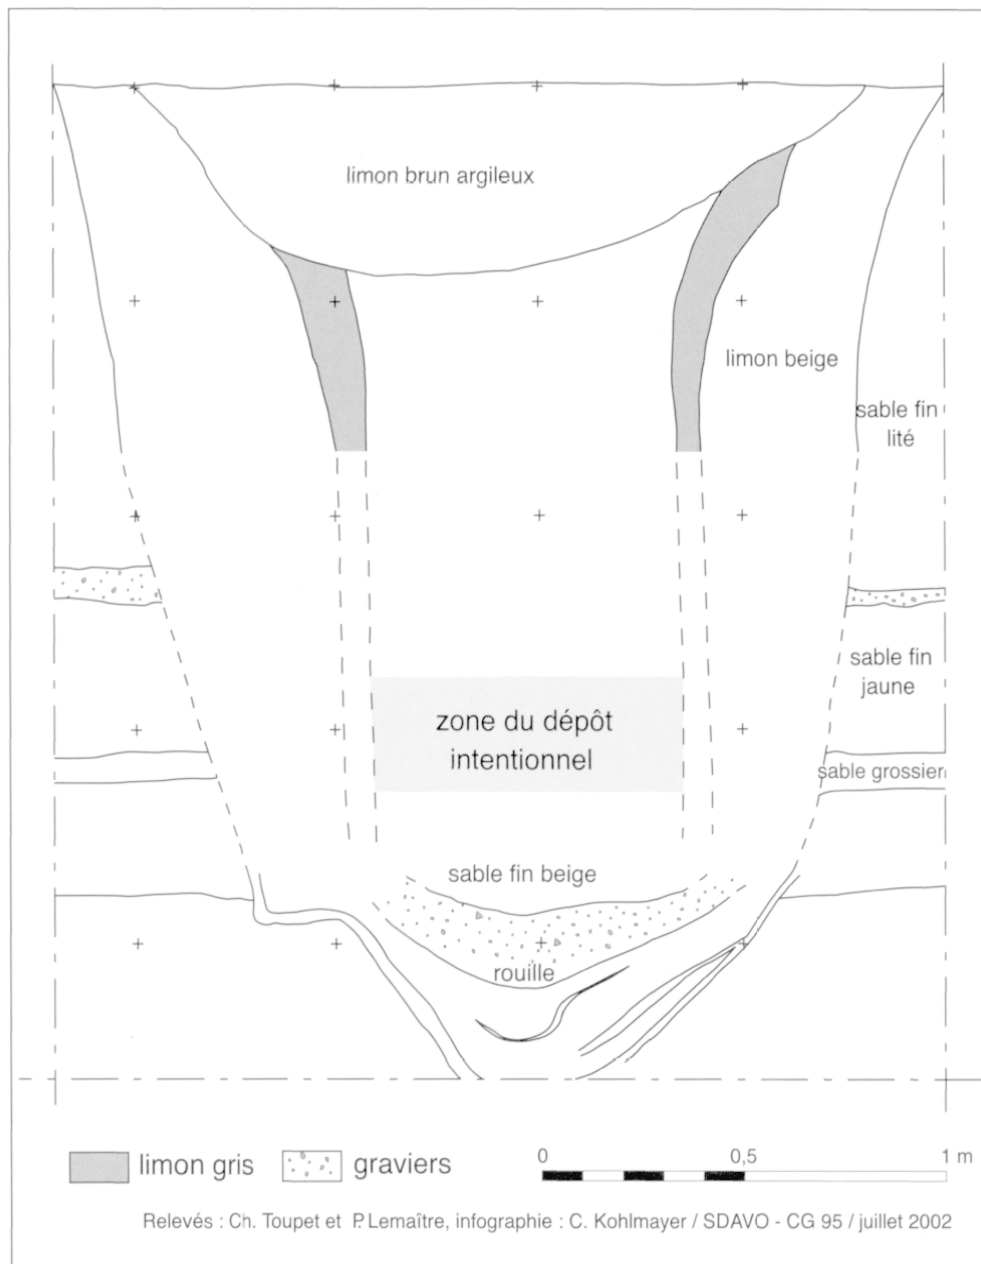 limon brun argileux
limon beige
sable fin
lité
sable fin
jaune
zone du dépôt
intentionnel
sable grossier
sable fin beige
rouille
limon gris
graviers
0
0,5
1 m
Relevés : Ch. Toupet et P. Lemaître, infographie : C. Kohlmayer / SDAVO - CG 95 / juillet 2002